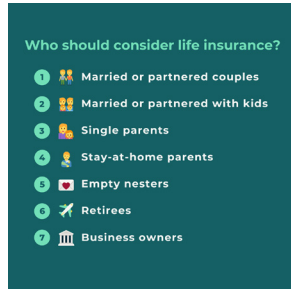 Who should consider life insurance?
1 Married or partnered couples
2 Married or partnered with kids
3 Single parents
4 Stay-at-home parents
5 Empty nesters
6 Retirees
7 Business owners